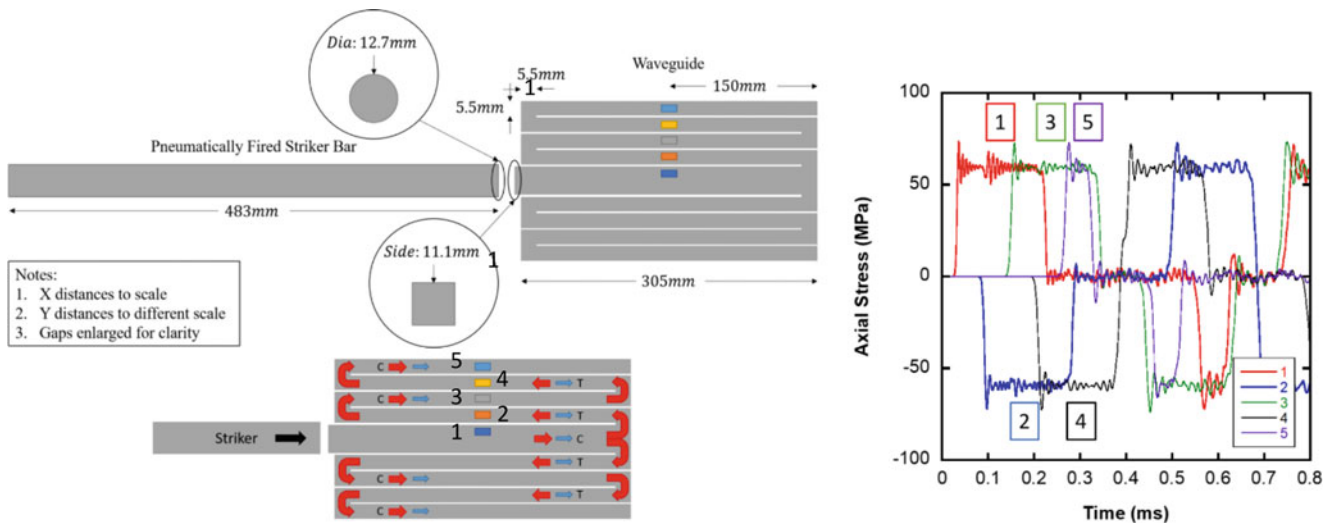 Dia: 12.7mm
Waveguide
5.5mm
1
150mm
5.5mm
Pneumatically Fired Striker Bar
483mm
Side: 11.1mm
1
305mm
Notes:
1. X distances to scale
2. Y distances to different scale
3. Gaps enlarged for clarity
C
5
4
T
C
3
2
T
Striker
1
C
T
C
T
C
100
50
0
-50
-100
Axial Stress (MPa)
1
3
5
2
4
1
2
3
4
5
0 0.1 0.2 0.3 0.4 0.5 0.6 0.7 0.8
Time (ms)